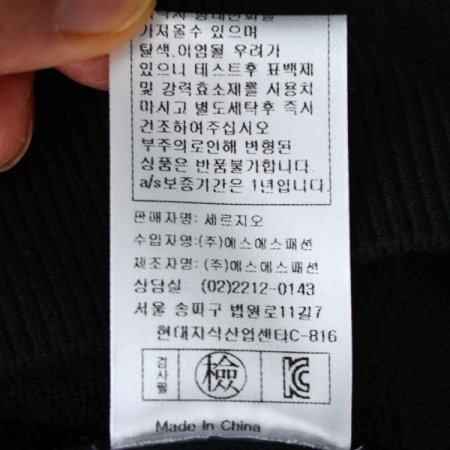 가져올수 있으며
탈색.이염될 우려가
있으니 테스트후 표백제
및 강력효소제를 사용치
마시고 별도세탁후 즉시
건조하여주십시오
부주의로인해 변형된
상품은 반품불가합니다.
a/s보증기간은 1년입니다.
판매자명: 세르지오
수입자명:(주)에스에스패션
제조자명: (주)에스에스패션
상담실: (02)2212-0143
서울 송파구 법원로11길7
현대지식산업센타C-816
검사필 檢 KC
Made in China